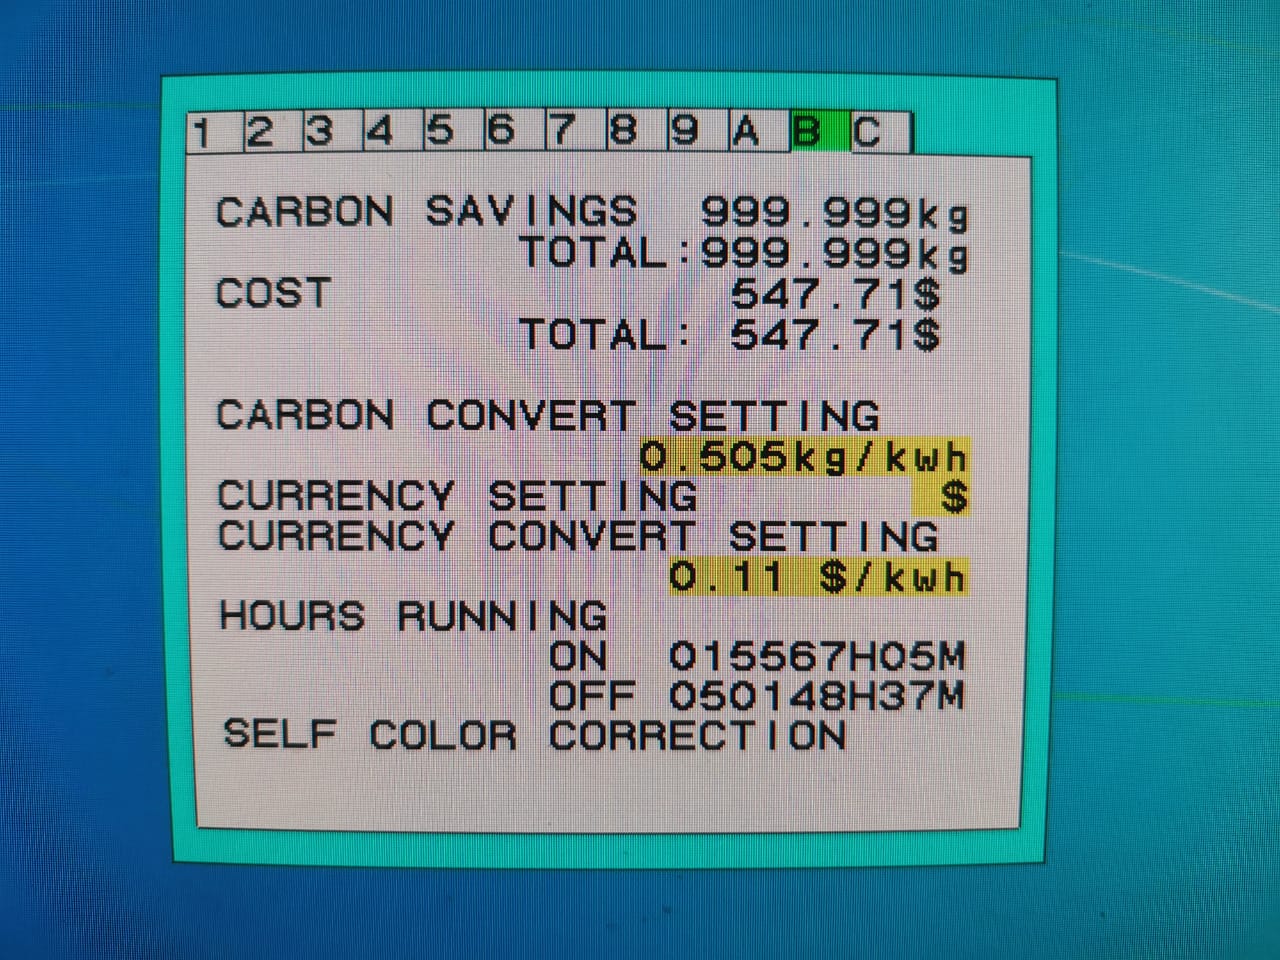 1 2 3 4 5 6 7 8 9 A B C
CARBON SAVINGS 999.999kg
TOTAL:999.999kg
COST 547.71$
TOTAL: 547.71$
CARBON CONVERT SETTING
0.505kg/kwh
CURRENCY SETTING $
CURRENCY CONVERT SETTING
0.11 $/kwh
HOURS RUNNING
ON 015567H05M
OFF 050148H37M
SELF COLOR CORRECTION